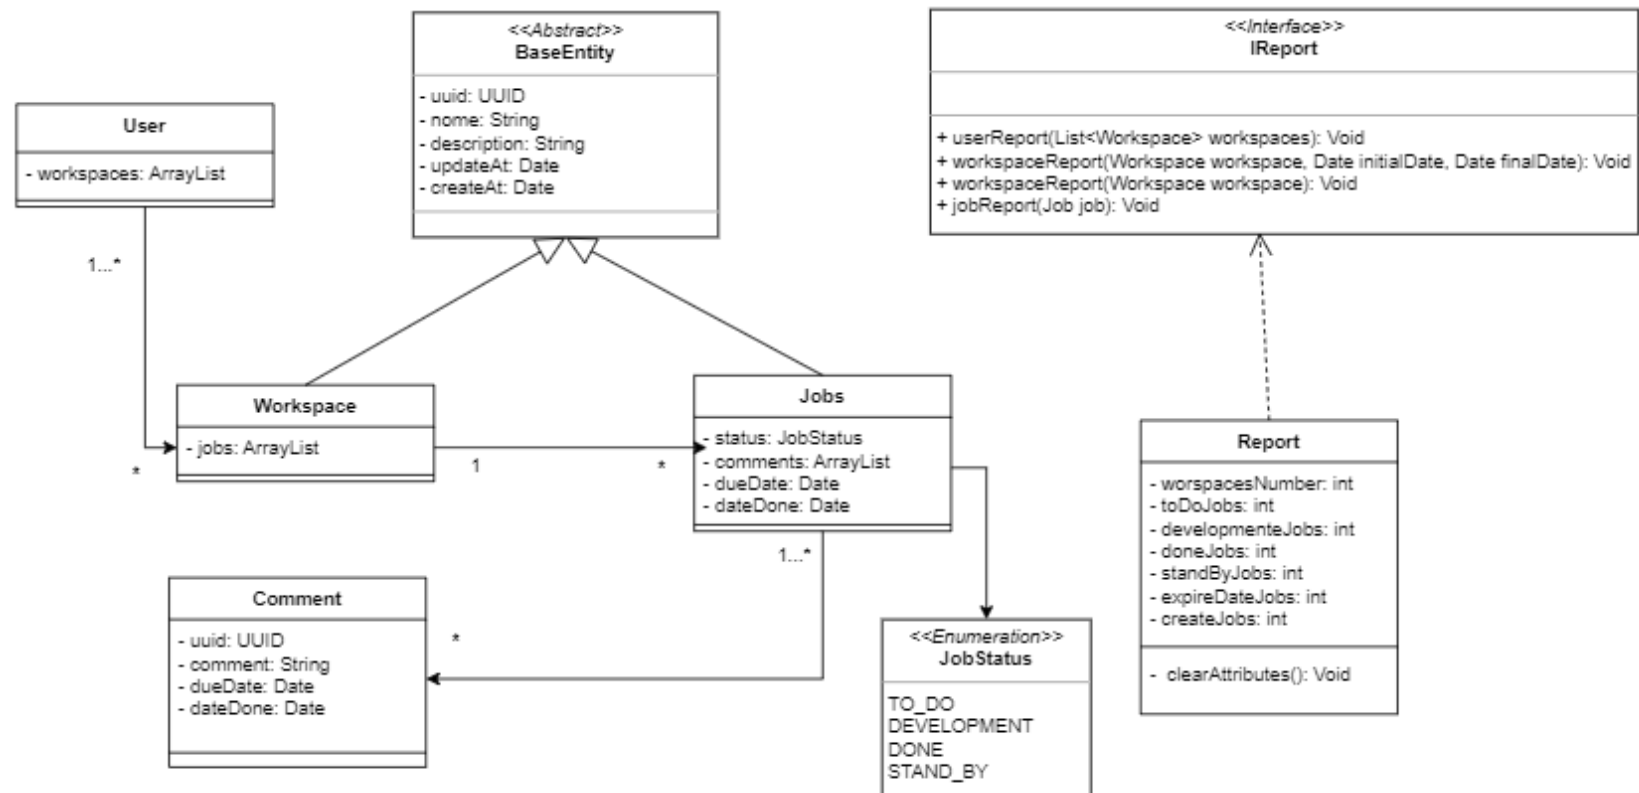 <<Abstract>>
BaseEntity
- uuid: UUID
- nome: String
- description: String
- updateAt: Date
- createAt: Date
<<Interface>>
IReport
+ userReport(List<Workspace> workspaces): Void
+ workspaceReport(Workspace workspace, Date initialDate, Date finalDate): Void
+ workspaceReport(Workspace workspace): Void
+ jobReport(Job job): Void
User
- workspaces: ArrayList
1...*
*
Workspace
- jobs: ArrayList
1
*
Jobs
- status: JobStatus
- comments: ArrayList
- dueDate: Date
- dateDone: Date
1...*
*
Comment
- uuid: UUID
- comment: String
- dueDate: Date
- dateDone: Date
<<Enumeration>>
JobStatus
TO_DO
DEVELOPMENT
DONE
STAND_BY
Report
- worspacesNumber: int
- toDoJobs: int
- developmenteJobs: int
- doneJobs: int
- standByJobs: int
- expireDateJobs: int
- createJobs: int
- clearAttributes(): Void